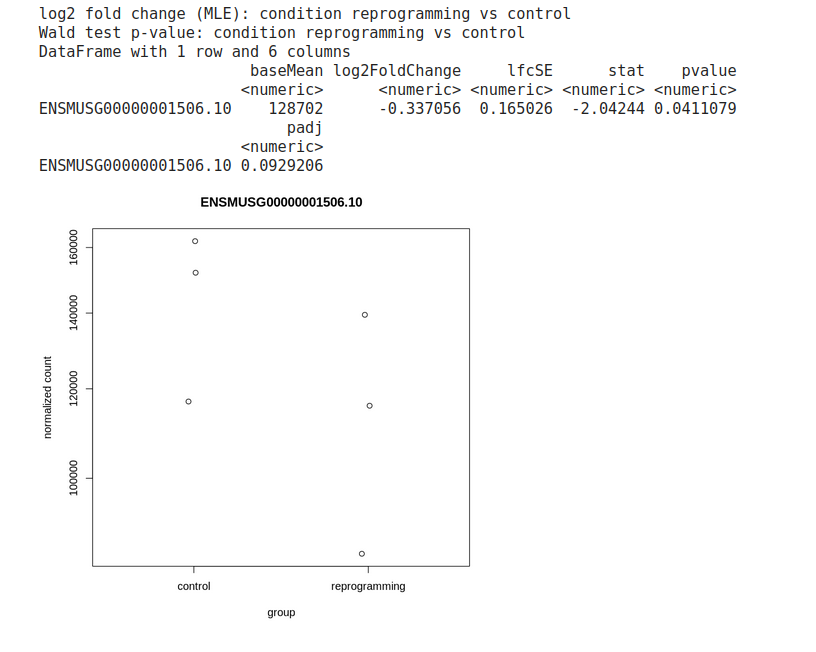 log2 fold change (MLE): condition reprogramming vs control
Wald test p-value: condition reprogramming vs control
DataFrame with 1 row and 6 columns
baseMean log2FoldChange lfcSE stat pvalue
<numeric> <numeric> <numeric> <numeric> <numeric>
ENSMUSG00000001506.10 128702 -0.337056 0.165026 -2.04244 0.0411079
padj
<numeric>
ENSMUSG00000001506.10 0.0929206
ENSMUSG00000001506.10
160000
140000
120000
100000
normalized count
control reprogramming
group